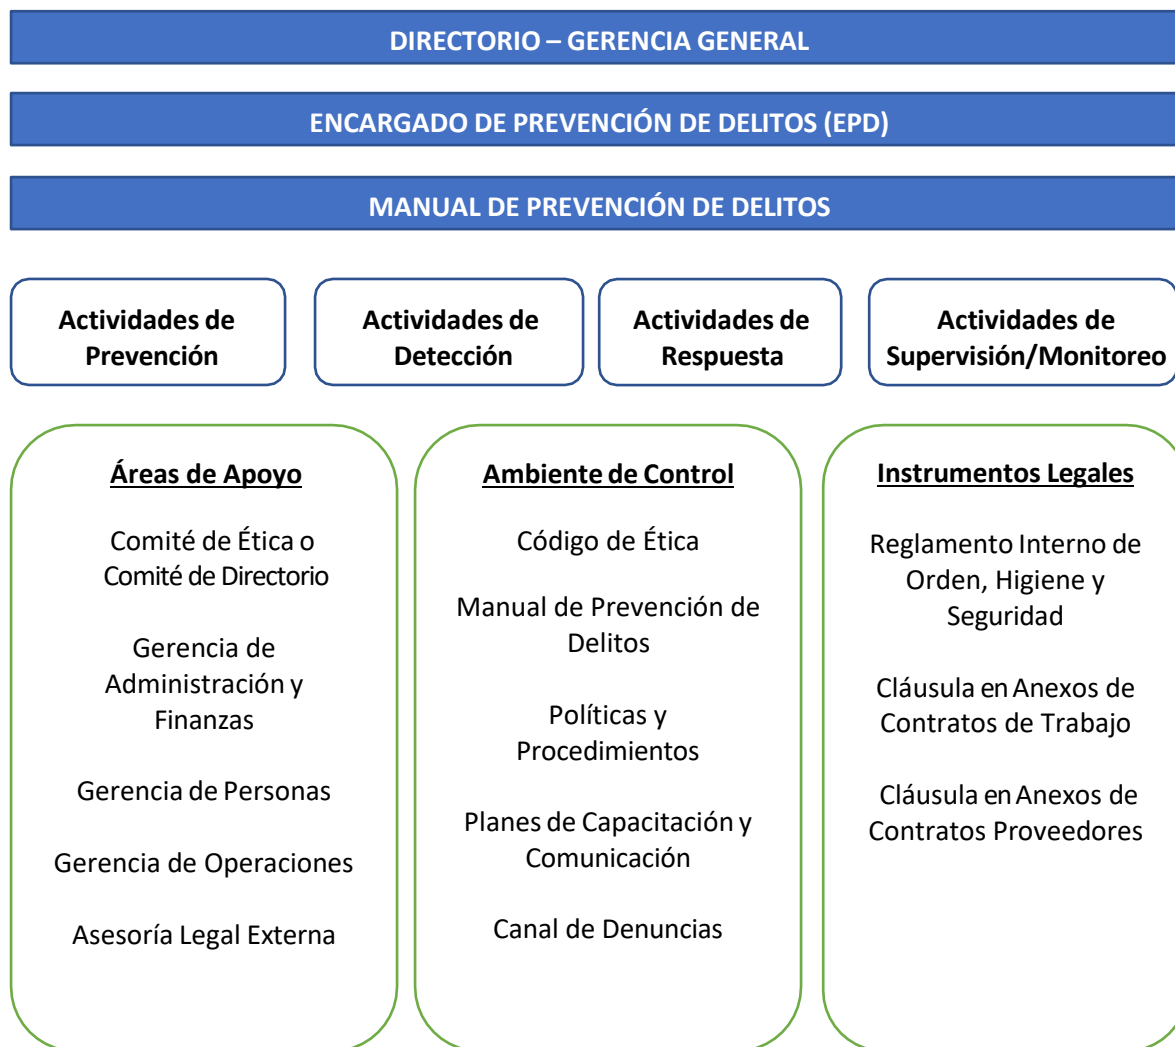 DIRECTORIO – GERENCIA GENERAL
ENCARGADO DE PREVENCIÓN DE DELITOS (EPD)
MANUAL DE PREVENCIÓN DE DELITOS
Actividades de
Prevención
Actividades de
Detección
Actividades de
Respuesta
Actividades de
Supervisión/Monitoreo
Áreas de Apoyo
Comité de Ética o
Comité de Directorio
Gerencia de
Administración y
Finanzas
Gerencia de Personas
Gerencia de Operaciones
Asesoría Legal Externa
Ambiente de Control
Código de Ética
Manual de Prevención de
Delitos
Políticas y
Procedimientos
Planes de Capacitación y
Comunicación
Canal de Denuncias
Instrumentos Legales
Reglamento Interno de
Orden, Higiene y
Seguridad
Cláusula en Anexos de
Contratos de Trabajo
Cláusula en Anexos de
Contratos Proveedores